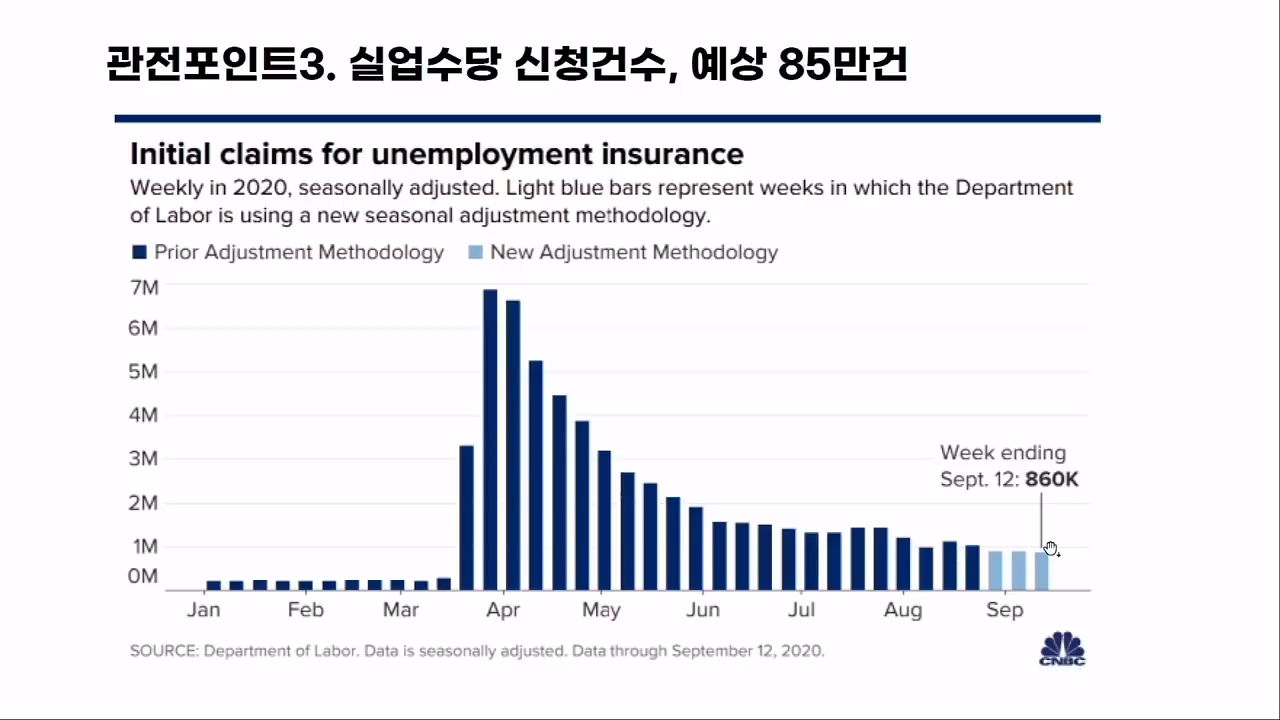 관전포인트3. 실업수당 신청건수, 예상 85만건
Initial claims for unemployment insurance
Weekly in 2020, seasonally adjusted. Light blue bars represent weeks in which the Department
of Labor is using a new seasonal adjustment methodology.
Prior Adjustment Methodology New Adjustment Methodology
7M
6M
5M
4M
3M
Week ending
Sept. 12: 860K
2M
1M
0M
Jan Feb Mar Apr May Jun Jul Aug Sep
SOURCE: Department of Labor. Data is seasonally adjusted. Data through September 12, 2020.
CNBC